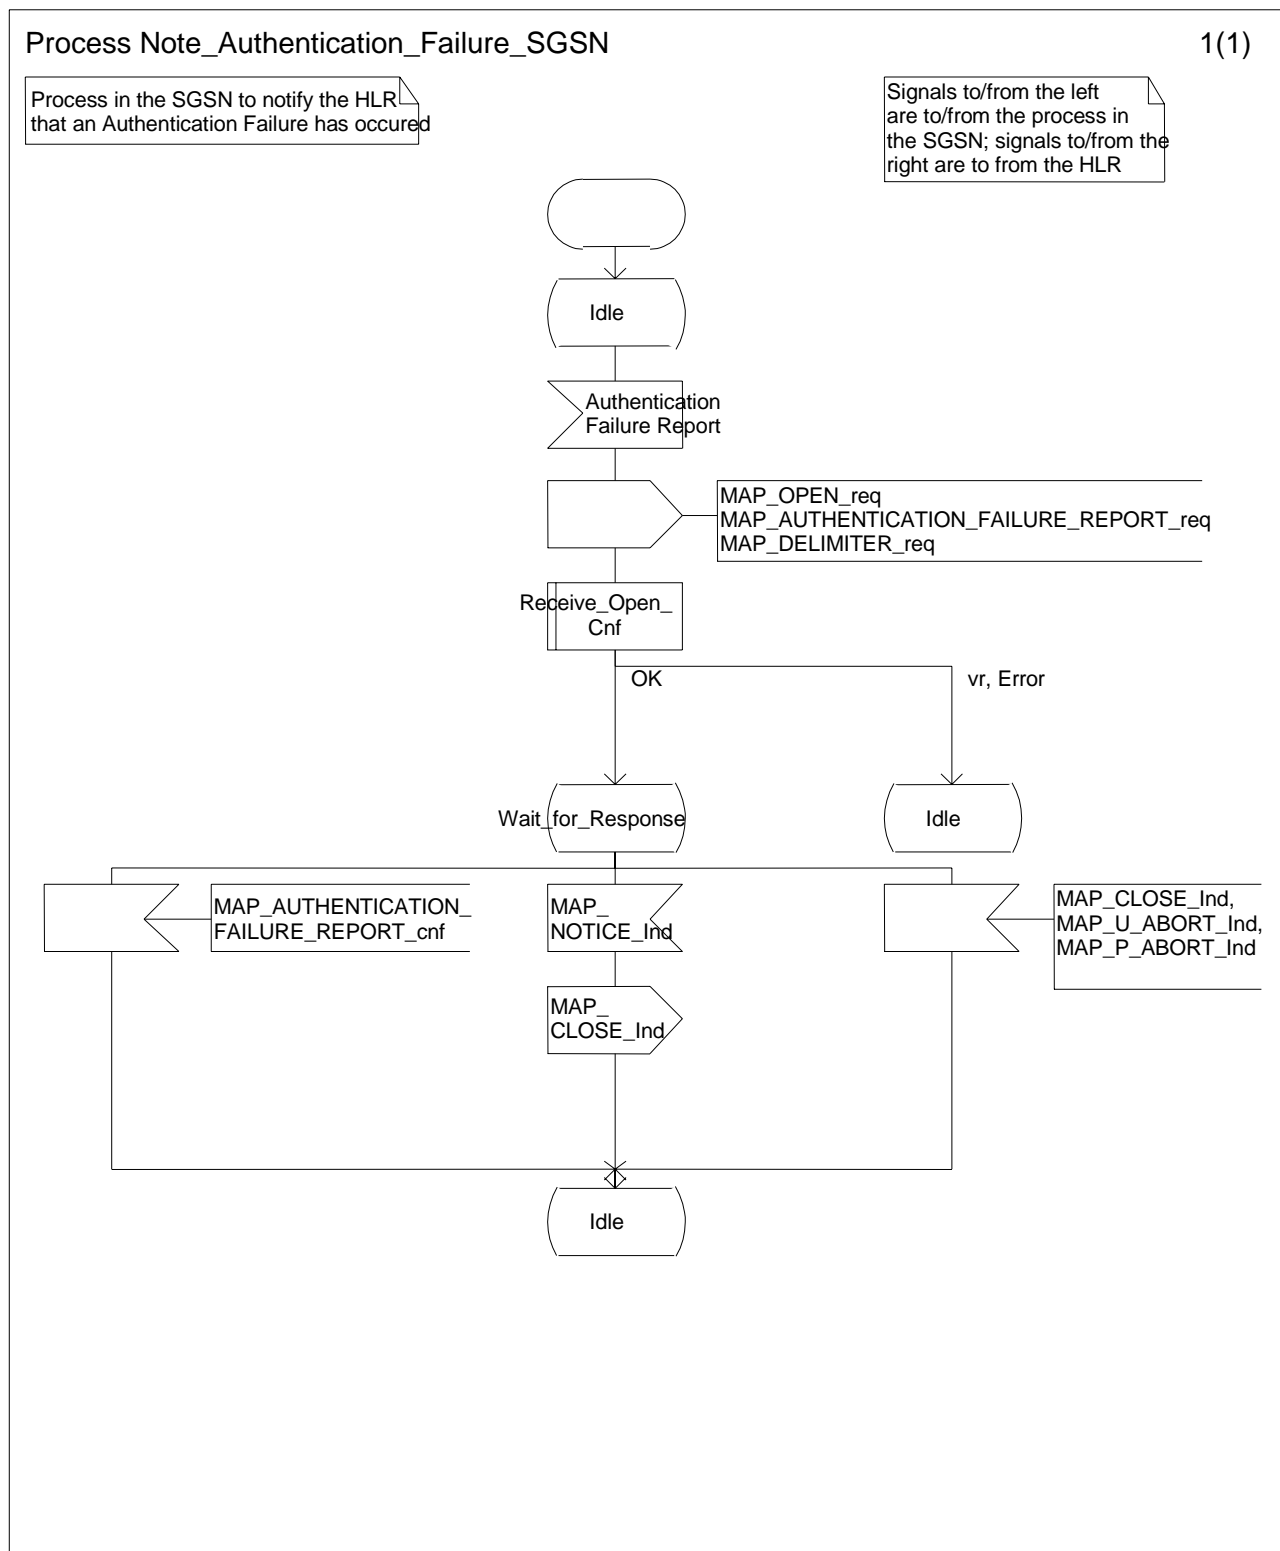 Process Note_Authentication_Failure_SGSN
1(1)
Process in the SGSN to notify the HLR
that an Authentication Failure has occured
Signals to/from the left
are to/from the process in
the SGSN; signals to/from the
right are to from the HLR
Idle
Authentication
Failure Report
MAP_OPEN_req
MAP_AUTHENTICATION_FAILURE_REPORT_req
MAP_DELIMITER_req
Receive_Open_
Cnf
OK
vr, Error
Wait_for_Response
Idle
MAP_AUTHENTICATION_
FAILURE_REPORT_cnf
MAP_
NOTICE_Ind
MAP_CLOSE_Ind,
MAP_U_ABORT_Ind,
MAP_P_ABORT_Ind
MAP_
CLOSE_Ind
Idle